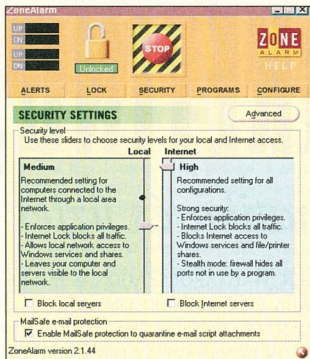 ZoneAlarm
UP
DN
UP
DN
Unlocked
STOP
ZONE
ALARM
HELP
ALERTS
LOCK
SECURITY
PROGRAMS
CONFIGURE
SECURITY SETTINGS
Advanced
Security level
Use these sliders to choose security levels for your local and Internet access.
Local
Internet
Medium
Recommended setting for
computers connected to the
Internet through a local area
network.
- Enforces application privileges.
- Internet Lock blocks all traffic.
- Allows local network access to
Windows services and shares.
- Leaves your computer and
servers visible to the local
network.
High
Recommended setting for all
configurations.
Strong security:
- Enforces application privileges.
- Internet Lock blocks all traffic.
- Blocks Internet access to
Windows services and file/printer
shares.
- Stealth mode: firewall hides all
ports not in use by a program.
Block local servers
Block Internet servers
MailSafe e-mail protection
Enable MailSafe protection to quarantine e-mail script attachments
ZoneAlarm version 2.1.44